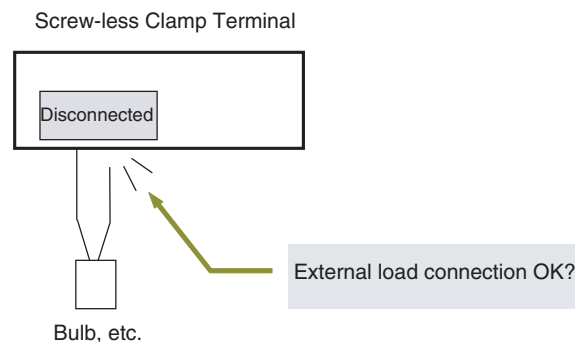 Screw-less Clamp Terminal
Disconnected
External load connection OK?
Bulb, etc.